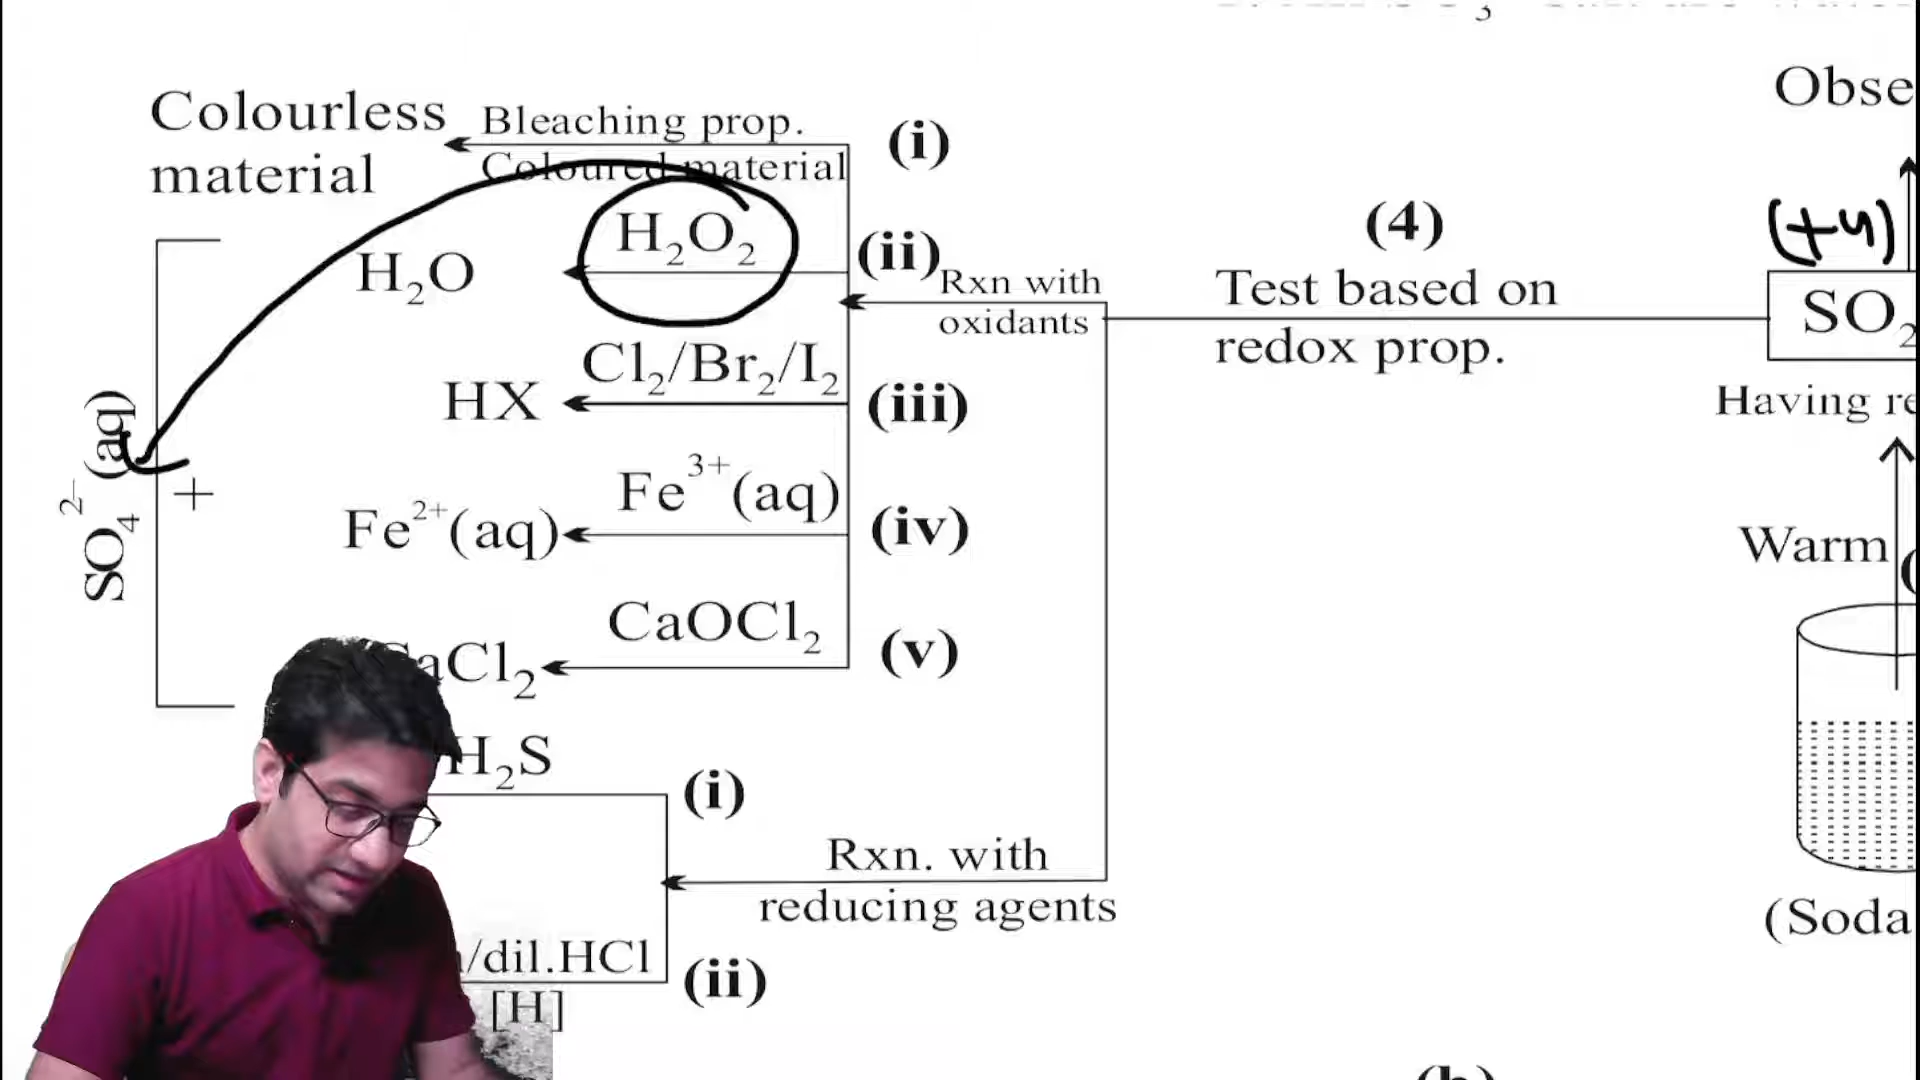 Obse
Colourless
material
Bleaching prop.
Coloured material
(i)
H₂O
H₂O₂
(ii)
Rxn with
oxidants
(4)
Test based on
redox prop.
(+4)
SO₂
HX
Cl₂/Br₂/I₂
(iii)
Having re
SO₄²⁻(aq)
+
Fe²⁺(aq)
Fe³⁺(aq)
(iv)
Warm
(
aCl₂
CaOCl₂
(v)
H₂S
(i)
Rxn. with
reducing agents
(Soda
/dil.HCl
[H]
(ii)